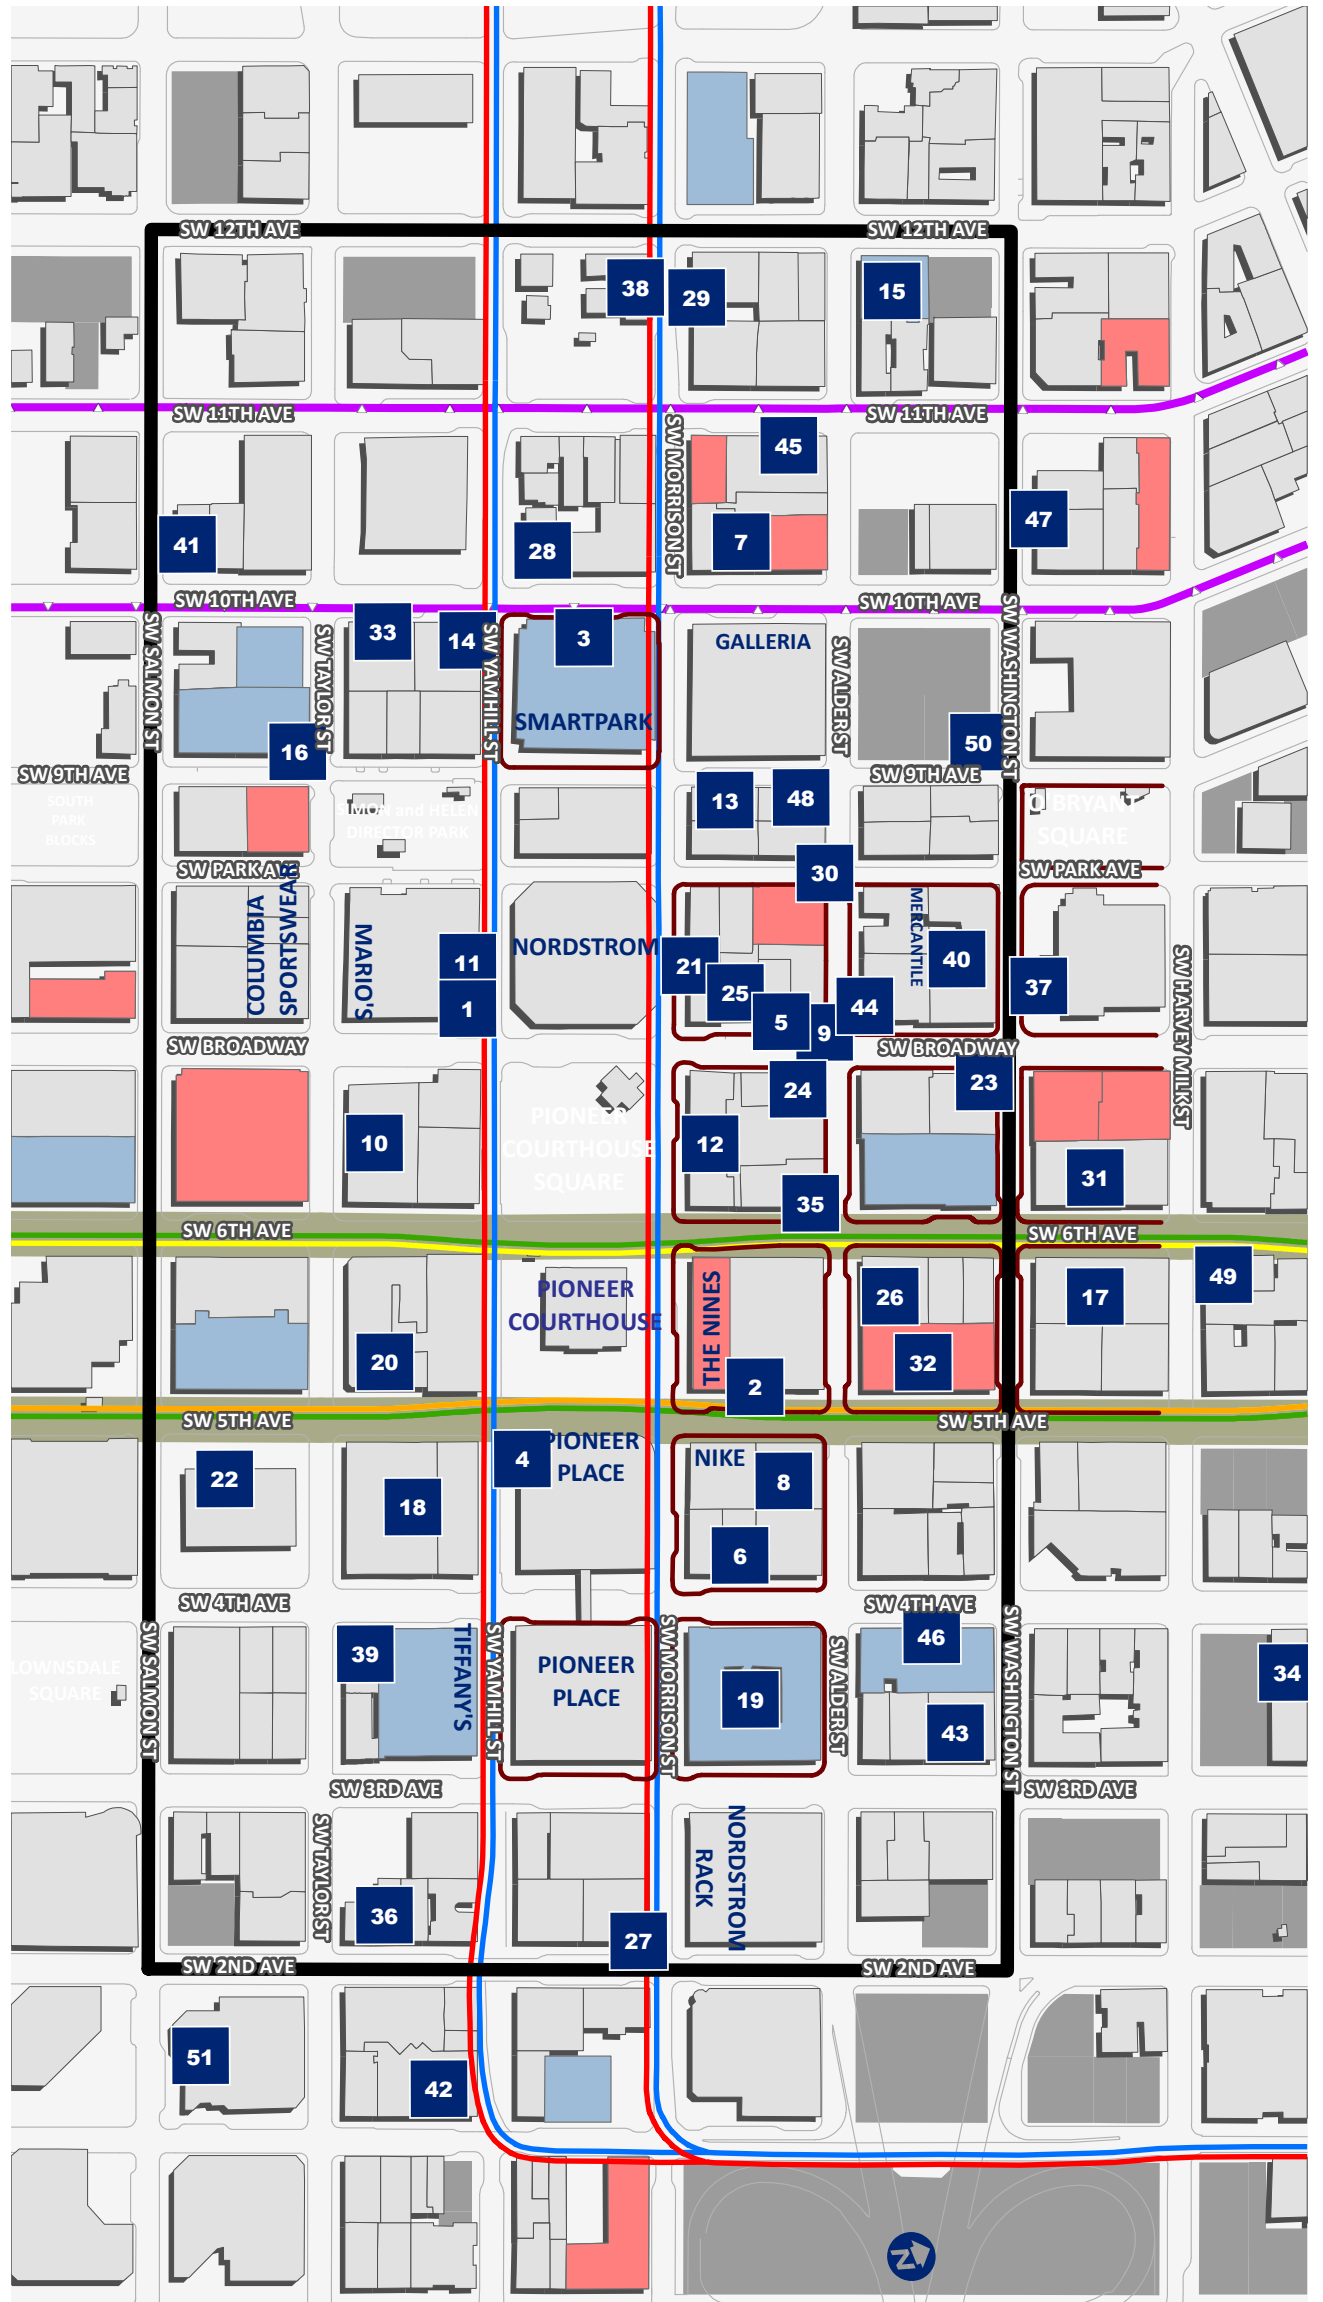 SW 12TH AVE
SW 12TH AVE
38
29
15
SW 11TH AVE
SW 11TH AVE
SW MORRISON ST
45
47
41
28
7
SW 10TH AVE
SW 10TH AVE
SW SALMON ST
SW TAYLOR ST
33
14
SW YAMHILL ST
3
SMARTPARK
GALLERIA
SW ALDER ST
SW WASHINGTON ST
50
16
SW 9TH AVE
SW 9TH AVE
SOUTH
PARK
BLOCKS
SIMON and HELEN
DIRECTOR PARK
13
48
O BRYANT
SQUARE
SW PARK AVE
30
SW PARK AVE
COLUMBIA
SPORTSWEAR
MARIO'S
11
1
NORDSTROM
21
25
5
9
44
MERCANTILE
40
37
SW HARVEY MILK ST
SW BROADWAY
SW BROADWAY
10
PIONEER
COURTHOUSE
SQUARE
24
12
35
23
31
SW 6TH AVE
SW 6TH AVE
PIONEER
COURTHOUSE
THE NINES
2
26
32
17
49
20
SW 5TH AVE
SW 5TH AVE
22
18
4
PIONEER
PLACE
NIKE
8
6
SW 4TH AVE
SW 4TH AVE
LOWNSDALE
SQUARE
SW SALMON ST
39
TIFFANY'S
SW YAMHILL ST
PIONEER
PLACE
SW MORRISON ST
19
SW ALDER ST
46
43
SW WASHINGTON ST
34
SW 3RD AVE
SW 3RD AVE
SW TAYLOR ST
36
27
NORDSTROM
RACK
SW 2ND AVE
SW 2ND AVE
51
42
N